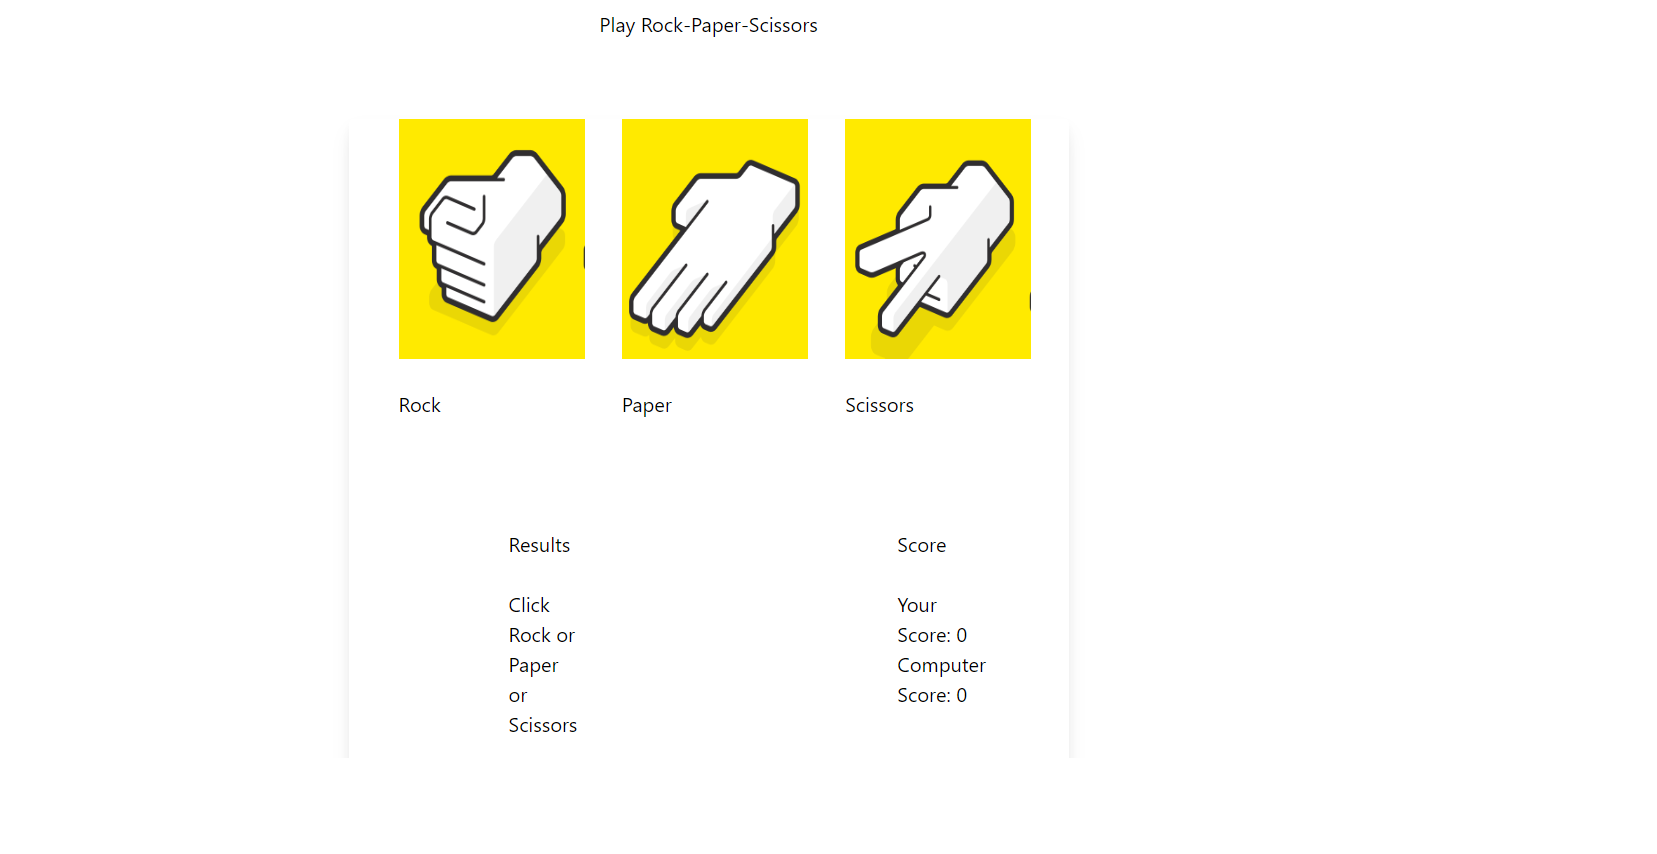 Play Rock-Paper-Scissors
Rock
Paper
Scissors
Results
Click
Rock or
Paper
or
Scissors
Score
Your
Score: 0
Computer
Score: 0